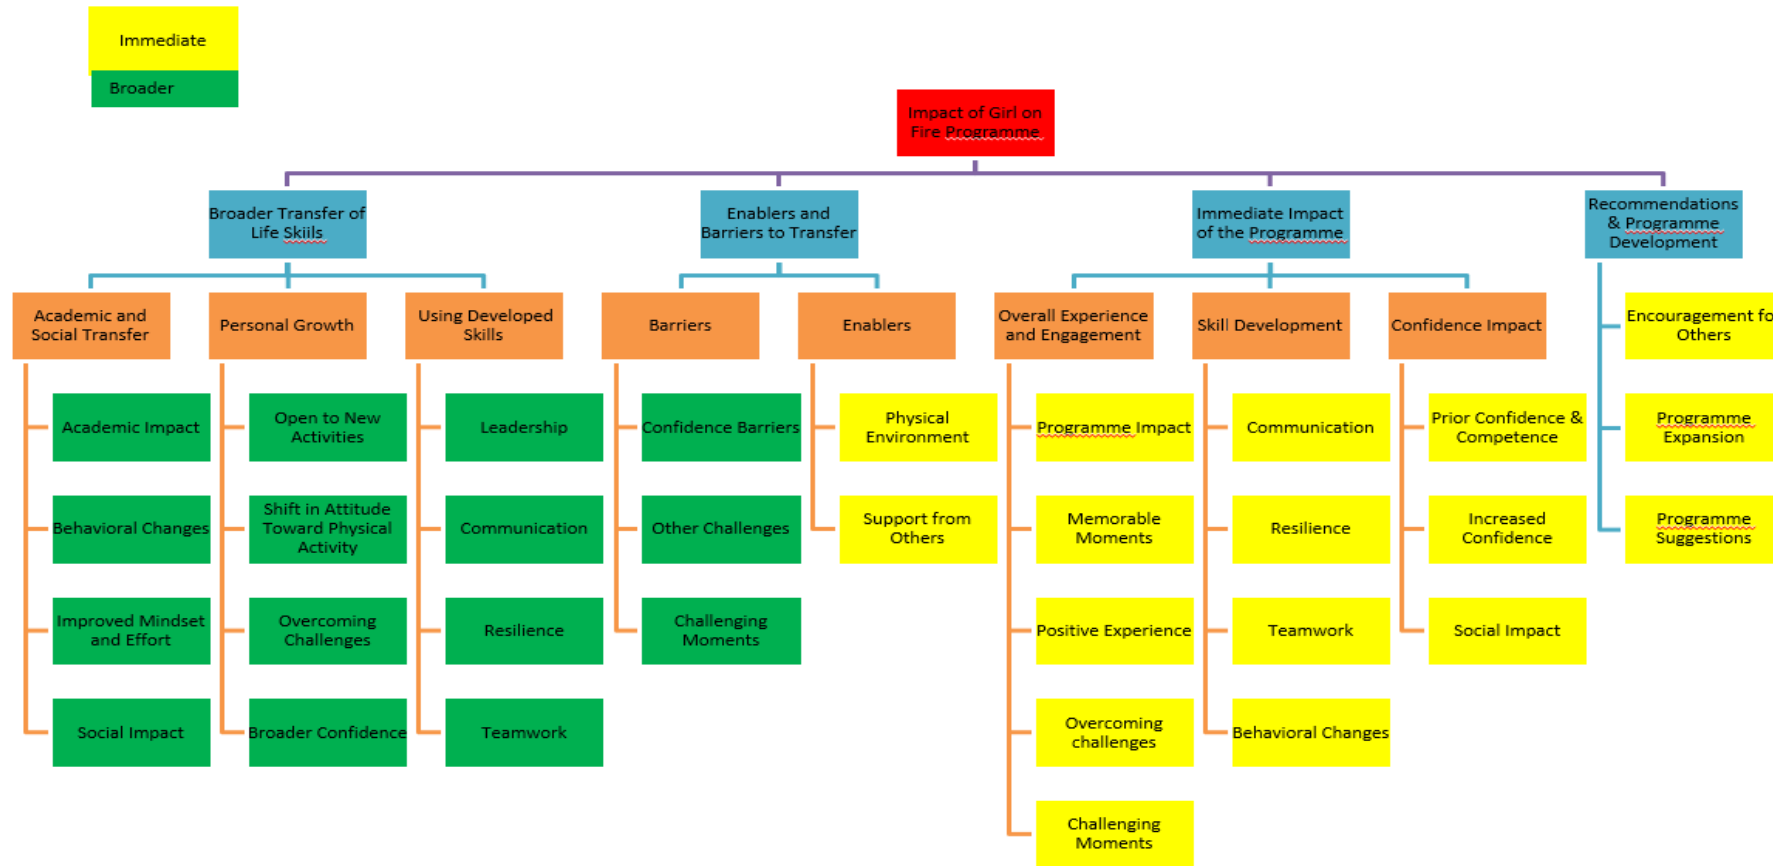 Immediate
Broader
Impact of Girl on
Fire Programme
Broader Transfer of
Life Skiils
Enablers and
Barriers to Transfer
Immediate Impact
of the Programme
Recommendations
& Programme
Development
Academic and
Social Transfer
Personal Growth
Using Developed
Skills
Barriers
Enablers
Overall Experience
and Engagement
Skill Development
Confidence Impact
Encouragement fo
Others
Academic Impact
Open to New
Activities
Leadership
Confidence Barriers
Physical
Environment
Programme Impact
Communication
Prior Confidence &
Competence
Programme
Expansion
Behavioral Changes
Shift in Attitude
Toward Physical
Activity
Communication
Other Challenges
Support from
Others
Memorable
Moments
Resilience
Increased
Confidence
Programme
Suggestions
Improved Mindset
and Effort
Overcoming
Challenges
Resilience
Challenging
Moments
Positive Experience
Teamwork
Social Impact
Social Impact
Broader Confidence
Teamwork
Overcoming
challenges
Behavioral Changes
Challenging
Moments